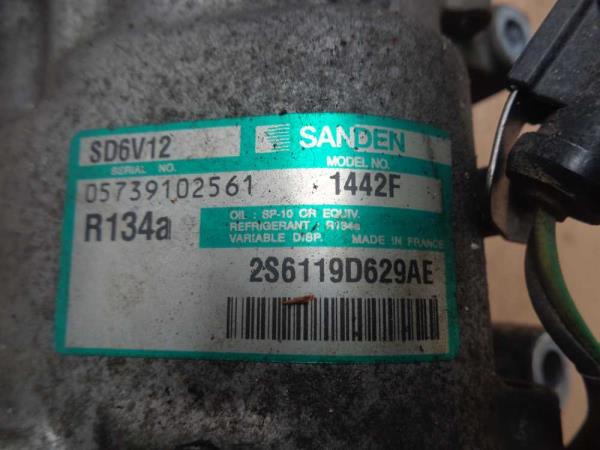 SD6V12 SANDEN
SERIAL NO. MODEL NO.
05739102561 1442F
R134a
OIL : SP-10 OR EQUIV.
REFRIGERANT : R134a
VARIABLE DISP. MADE IN FRANCE
2S6119D629AE